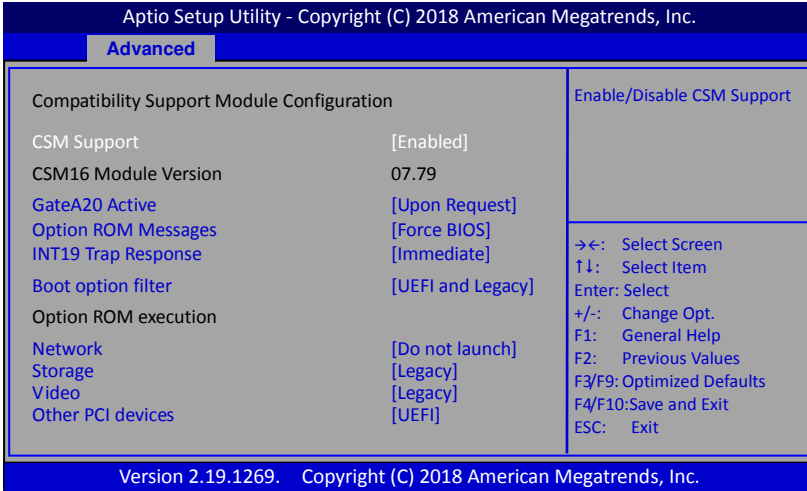 Aptio Setup Utility - Copyright (C) 2018 American Megatrends, Inc.
Advanced
Compatibility Support Module Configuration
CSM Support [Enabled]
CSM16 Module Version 07.79
GateA20 Active [Upon Request]
Option ROM Messages [Force BIOS]
INT19 Trap Response [Immediate]
Boot option filter [UEFI and Legacy]
Option ROM execution
Network [Do not launch]
Storage [Legacy]
Video [Legacy]
Other PCI devices [UEFI]
Enable/Disable CSM Support
→←: Select Screen
↑↓: Select Item
Enter: Select
+/-: Change Opt.
F1: General Help
F2: Previous Values
F3/F9: Optimized Defaults
F4/F10:Save and Exit
ESC: Exit
Version 2.19.1269. Copyright (C) 2018 American Megatrends, Inc.